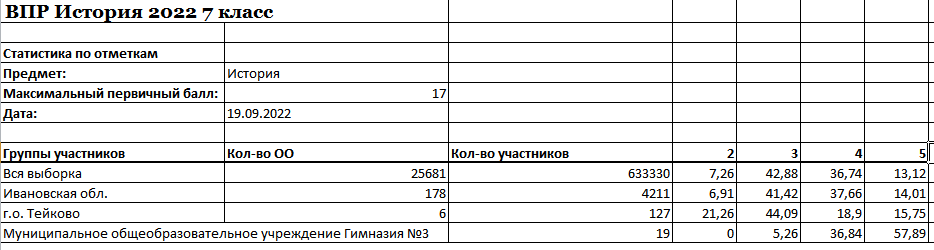 ВПР История 2022 7 класс
Статистика по отметкам
Предмет: История
Максимальный первичный балл: 17
Дата: 19.09.2022
Группы участников Кол-во ОО Кол-во участников 2 3 4 5
Вся выборка 25681 633330 7,26 42,88 36,74 13,12
Ивановская обл. 178 4211 6,91 41,42 37,66 14,01
г.о. Тейково 6 127 21,26 44,09 18,9 15,75
Муниципальное общеобразовательное учреждение Гимназия №3 19 0 5,26 36,84 57,89